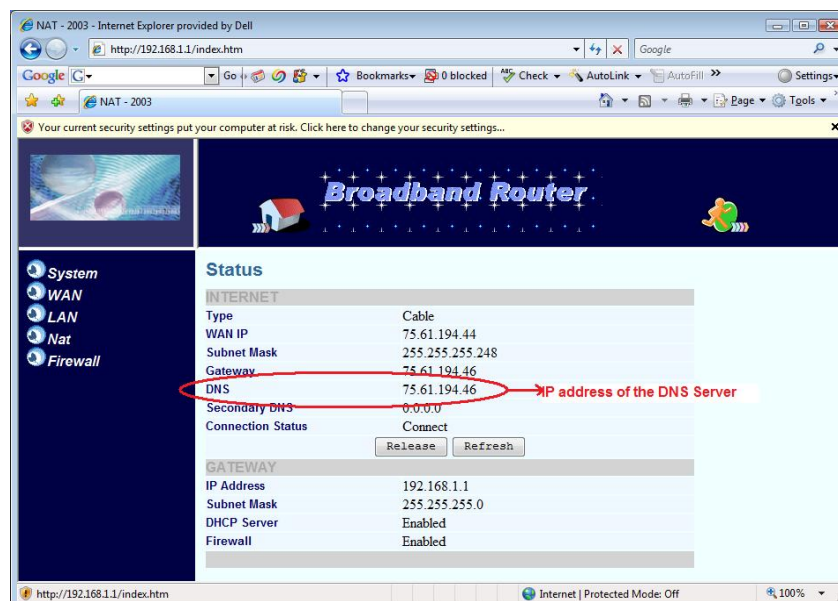 NAT - 2003 - Internet Explorer provided by Dell
http://192.168.1.1/index.htm
Google
Google G Go Bookmarks 0 blocked ABC Check AutoLink AutoFill Settings
NAT - 2003 Page Tools
Your current security settings put your computer at risk. Click here to change your security settings...
Broadband Router
System
WAN
LAN
Nat
Firewall
Status
INTERNET
Type Cable
WAN IP 75.61.194.44
Subnet Mask 255.255.255.248
Gateway 75.61.194.46
DNS 75.61.194.46 IP address of the DNS Server
Secondary DNS 0.0.0.0
Connection Status Connect
Release Refresh
GATEWAY
IP Address 192.168.1.1
Subnet Mask 255.255.255.0
DHCP Server Enabled
Firewall Enabled
http://192.168.1.1/index.htm Internet | Protected Mode: Off 100%